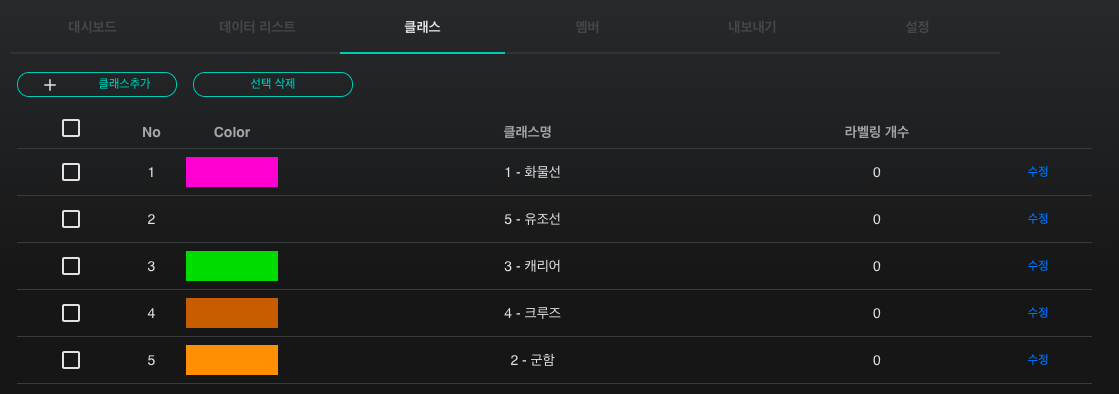 대시보드 데이터 리스트 클래스 멤버 내보내기 설정
+ 클래스추가 선택 삭제
No Color 클래스명 라벨링 개수
1 1 - 화물선 0 수정
2 5 - 유조선 0 수정
3 3 - 캐리어 0 수정
4 4 - 크루즈 0 수정
5 2 - 군함 0 수정